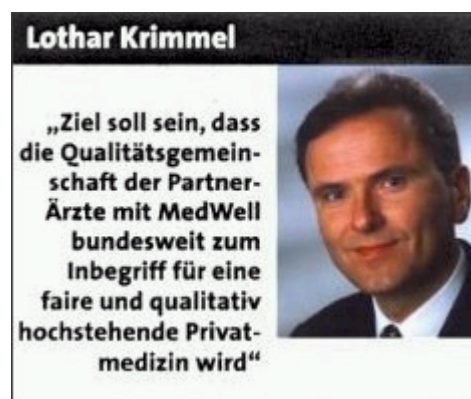 Lothar Krimmel
„Ziel soll sein, dass
die Qualitätsgemein-
schaft der Partner-
Ärzte mit MedWell
bundesweit zum
Inbegriff für eine
faire und qualitativ
hochstehende Privat-
medizin wird“